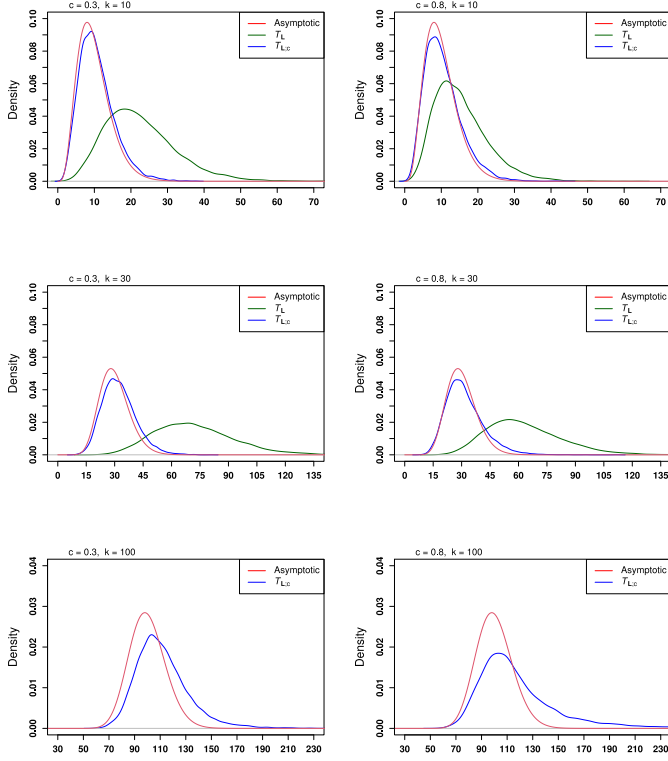 c = 0.3, k = 10
Density
0.00 0.02 0.04 0.06 0.08 0.10
0 10 20 30 40 50 60 70
Asymptotic
T_L
T_L;c
c = 0.8, k = 10
Density
0.00 0.02 0.04 0.06 0.08 0.10
0 10 20 30 40 50 60 70
Asymptotic
T_L
T_L;c
c = 0.3, k = 30
Density
0.00 0.02 0.04 0.06 0.08 0.10
0 15 30 45 60 75 90 105 120 135
Asymptotic
T_L
T_L;c
c = 0.8, k = 30
Density
0.00 0.02 0.04 0.06 0.08 0.10
0 15 30 45 60 75 90 105 120 135
Asymptotic
T_L
T_L;c
c = 0.3, k = 100
Density
0.00 0.01 0.02 0.03 0.04
30 50 70 90 110 130 150 170 190 210 230
Asymptotic
T_L;c
c = 0.8, k = 100
Density
0.00 0.01 0.02 0.03 0.04
30 50 70 90 110 130 150 170 190 210 230
Asymptotic
T_L;c